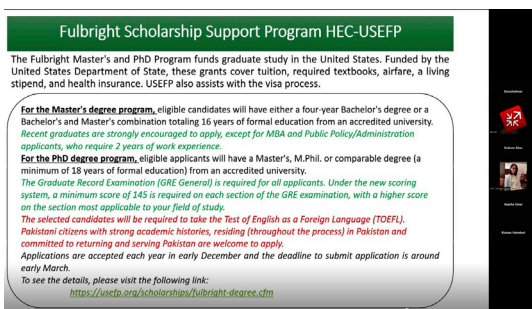 Fulbright Scholarship Support Program HEC-USEFP
The Fulbright Master's and PhD Program funds graduate study in the United States. Funded by the
United States Department of State, these grants cover tuition, required textbooks, airfare, a living
stipend, and health insurance. USEFP also assists with the visa process.
For the Master's degree program, eligible candidates will have either a four-year Bachelor's degree or a
Bachelor's and Master's combination totaling 16 years of formal education from an accredited university.
Recent graduates are strongly encouraged to apply, except for MBA and Public Policy/Administration
applicants, who require 2 years of work experience.
For the PhD degree program, eligible applicants will have a Master's, M.Phil. or comparable degree (a
minimum of 18 years of formal education) from an accredited university.
The Graduate Record Examination (GRE General) is required for all applicants. Under the new scoring
system, a minimum score of 145 is required on each section of the GRE examination, with a higher score
on the section most applicable to your field of study.
The selected candidates will be required to take the Test of English as a Foreign Language (TOEFL).
Pakistani citizens with strong academic histories, residing (throughout the process) in Pakistan and
committed to returning and serving Pakistan are welcome to apply.
Applications are accepted each year in early December and the deadline to submit application is around
early March.
To see the details, please visit the following link:
https://usefp.org/scholarships/fulbright-degree.cfm